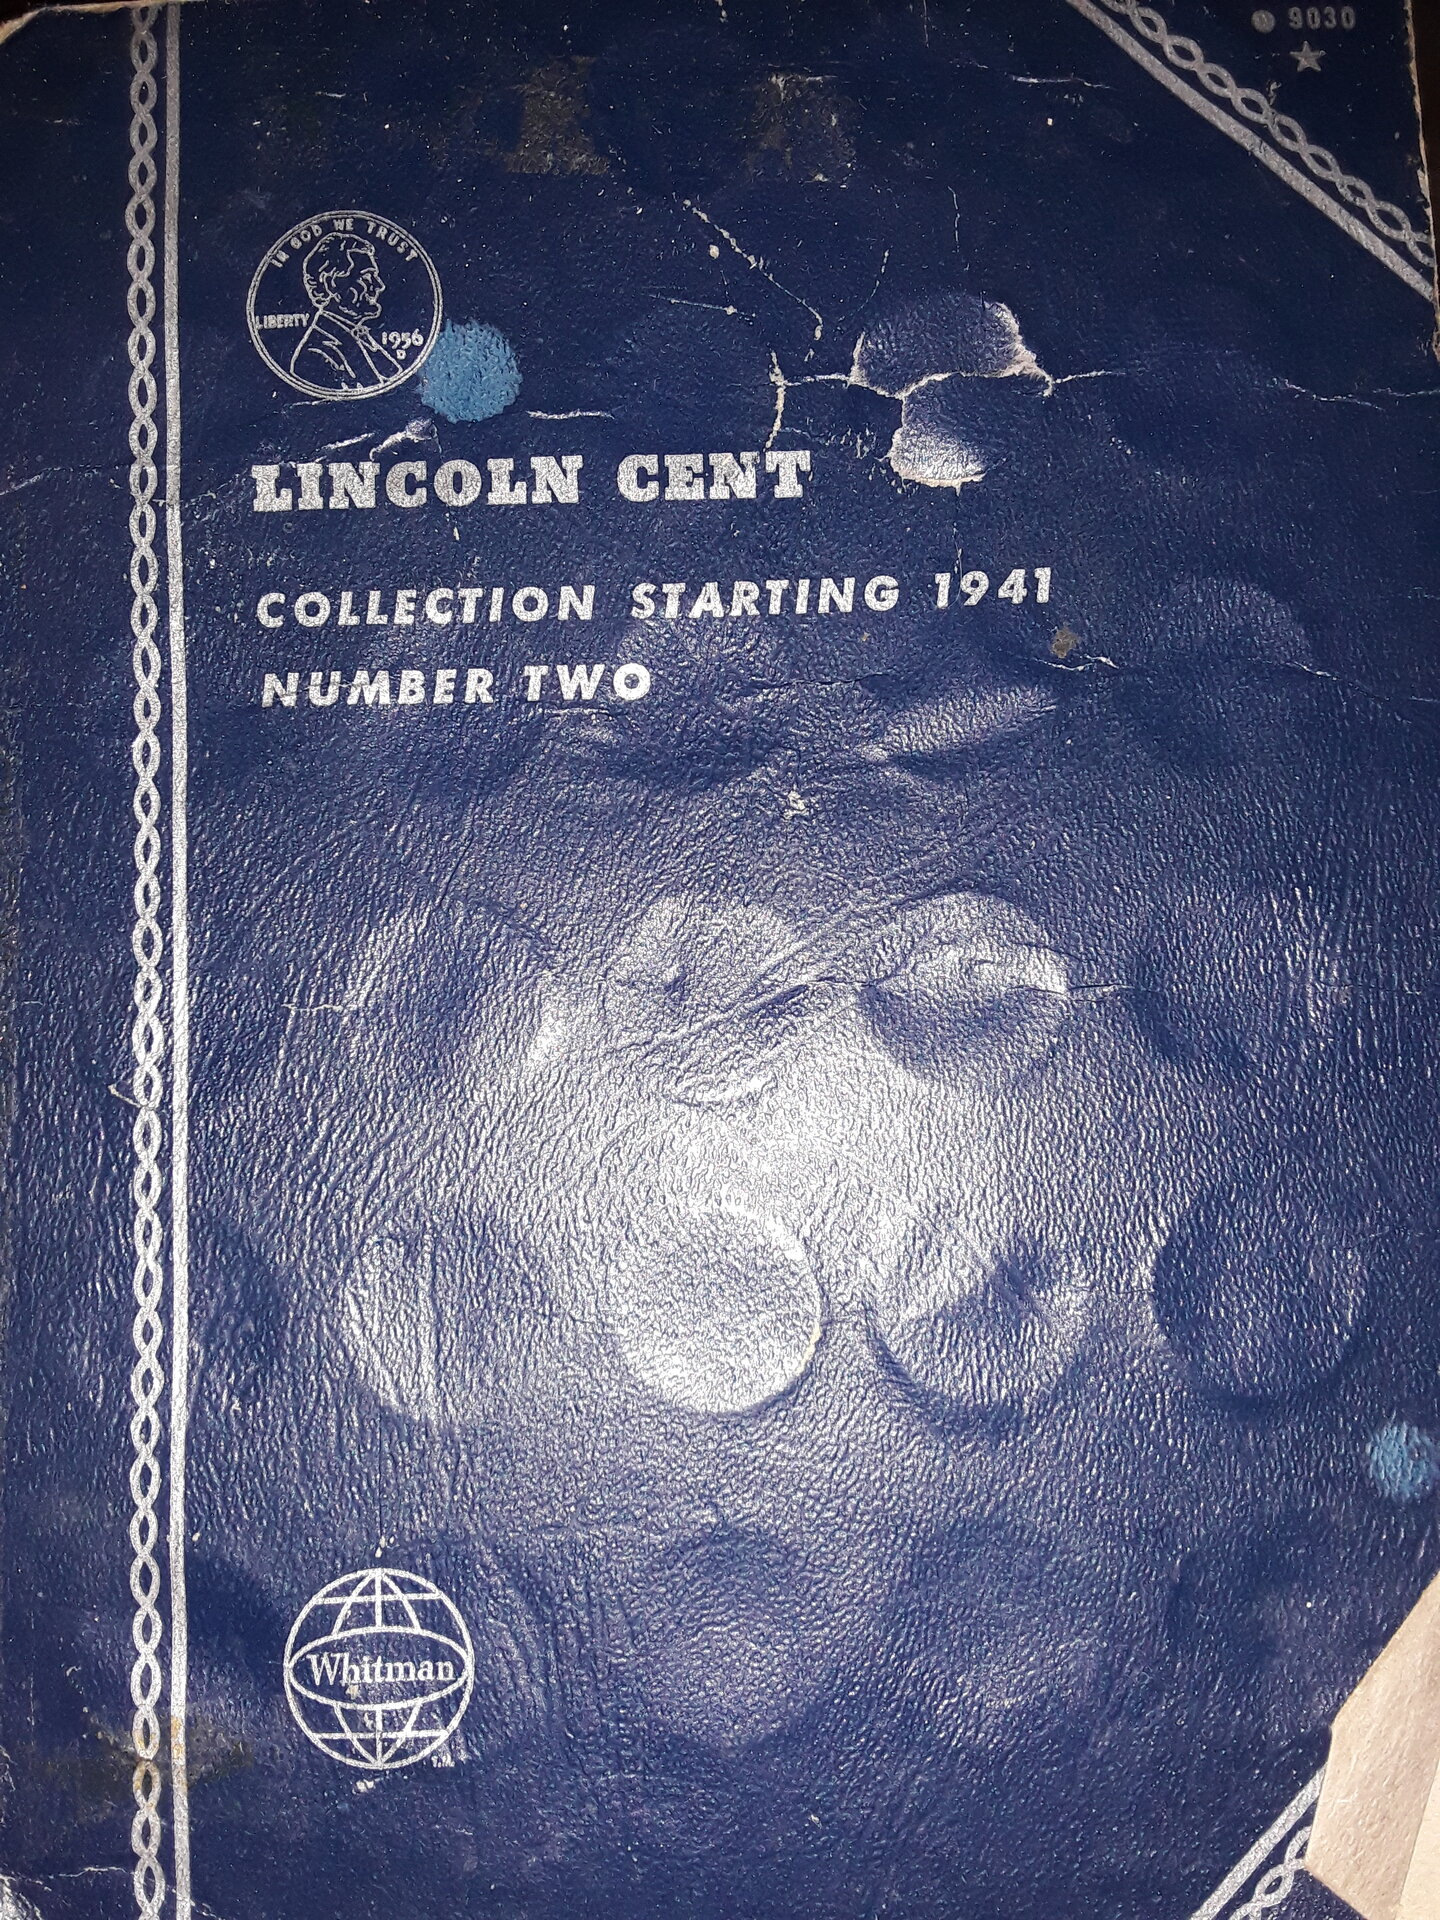 9030
IN GOD WE TRUST
LIBERTY
1956
D
LINCOLN CENT
COLLECTION STARTING 1941
NUMBER TWO
Whitman
T.M.